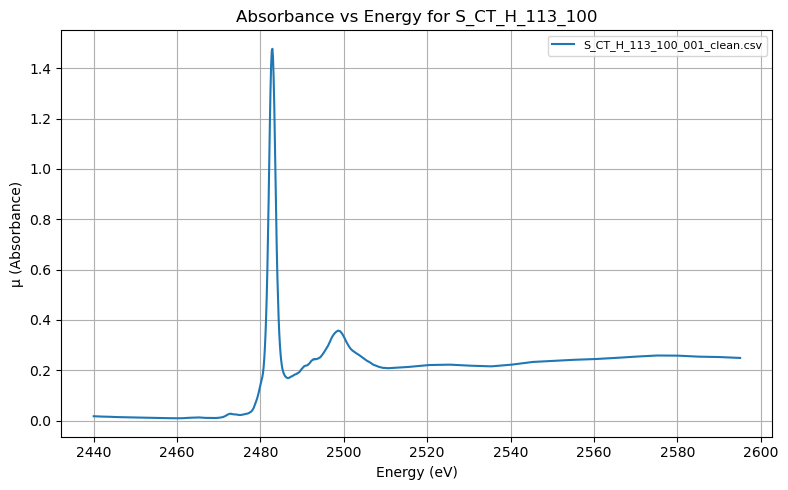 Absorbance vs Energy for S_CT_H_113_100
S_CT_H_113_100_001_clean.csv
μ (Absorbance)
1.4
1.2
1.0
0.8
0.6
0.4
0.2
0.0
2440 2460 2480 2500 2520 2540 2560 2580 2600
Energy (eV)